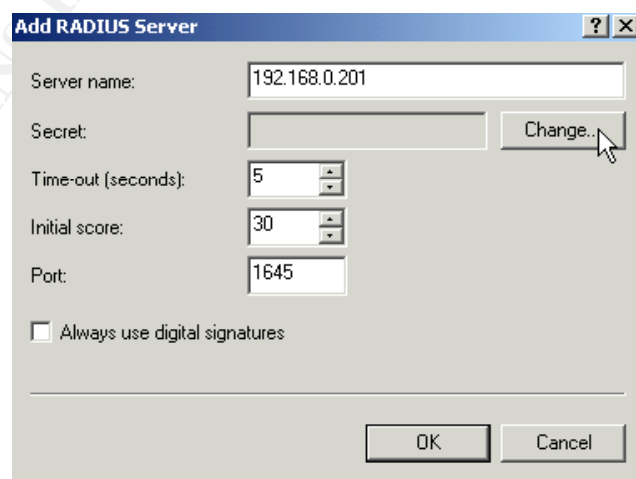 Add RADIUS Server
Server name: 192.168.0.201
Secret: Change...
Time-out (seconds): 5
Initial score: 30
Port: 1645
Always use digital signatures
OK Cancel